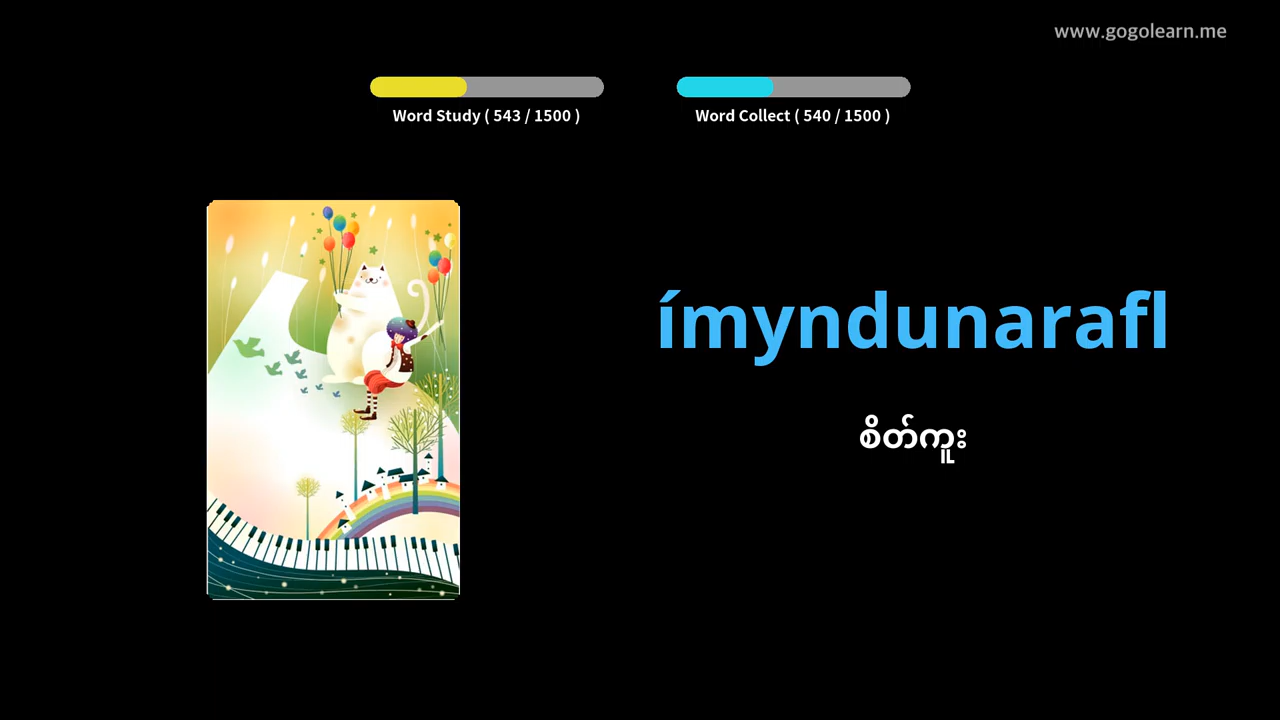 www.gogolearn.me
Word Study ( 543 / 1500 )
Word Collect ( 540 / 1500 )
ímyndunarafl
စိတ်ကူး